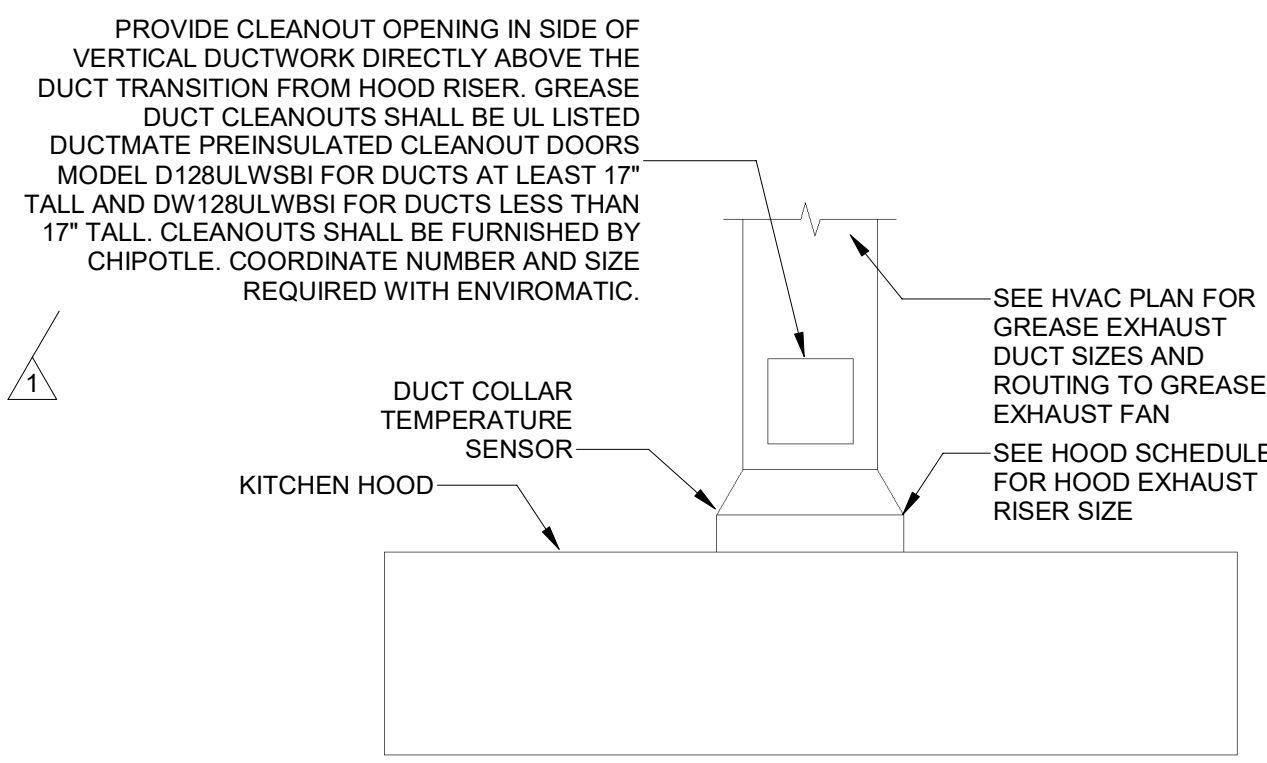 PROVIDE CLEANOUT OPENING IN SIDE OF
VERTICAL DUCTWORK DIRECTLY ABOVE THE
DUCT TRANSITION FROM HOOD RISER. GREASE
DUCT CLEANOUTS SHALL BE UL LISTED
DUCTMATE PREINSULATED CLEANOUT DOORS
MODEL D128ULWSBI FOR DUCTS AT LEAST 17"
TALL AND DW128ULWBSI FOR DUCTS LESS THAN
17" TALL. CLEANOUTS SHALL BE FURNISHED BY
CHIPOTLE. COORDINATE NUMBER AND SIZE
REQUIRED WITH ENVIROMATIC.
1
DUCT COLLAR
TEMPERATURE
SENSOR
KITCHEN HOOD
SEE HVAC PLAN FOR
GREASE EXHAUST
DUCT SIZES AND
ROUTING TO GREASE
EXHAUST FAN
SEE HOOD SCHEDULE
FOR HOOD EXHAUST
RISER SIZE